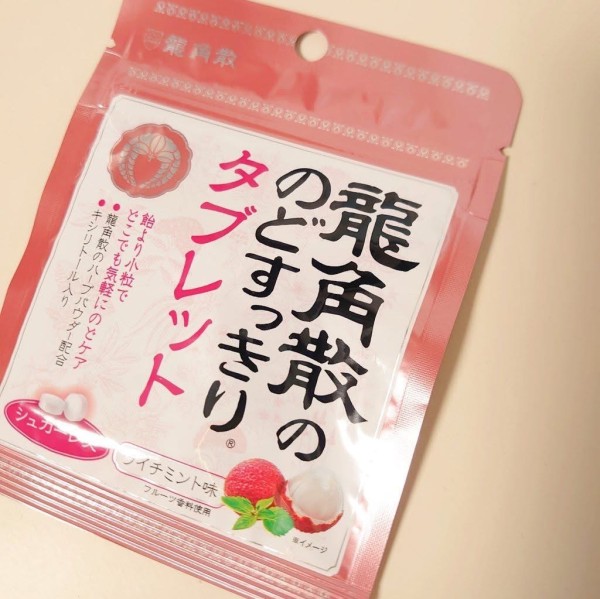 龍角散
龍角散の
のどすっきり®
タブレット
飴より小粒で
どこでも気軽にのどケア
龍角散のハーブパウダー配合
キシリトール入り
シュガーレス
ライチミント味
フルーツ香料使用
※イメージ